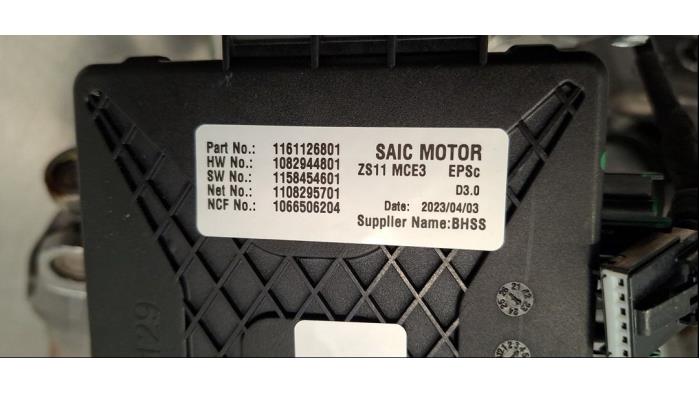 Part No.: 1161126801
HW No.: 1082944801
SW No.: 1158454601
Net No.: 1108295701
NCF No.: 1066506204
SAIC MOTOR
ZS11 MCE3 EPSc
D3.0
Date: 2023/04/03
Supplier Name:BHSS
129